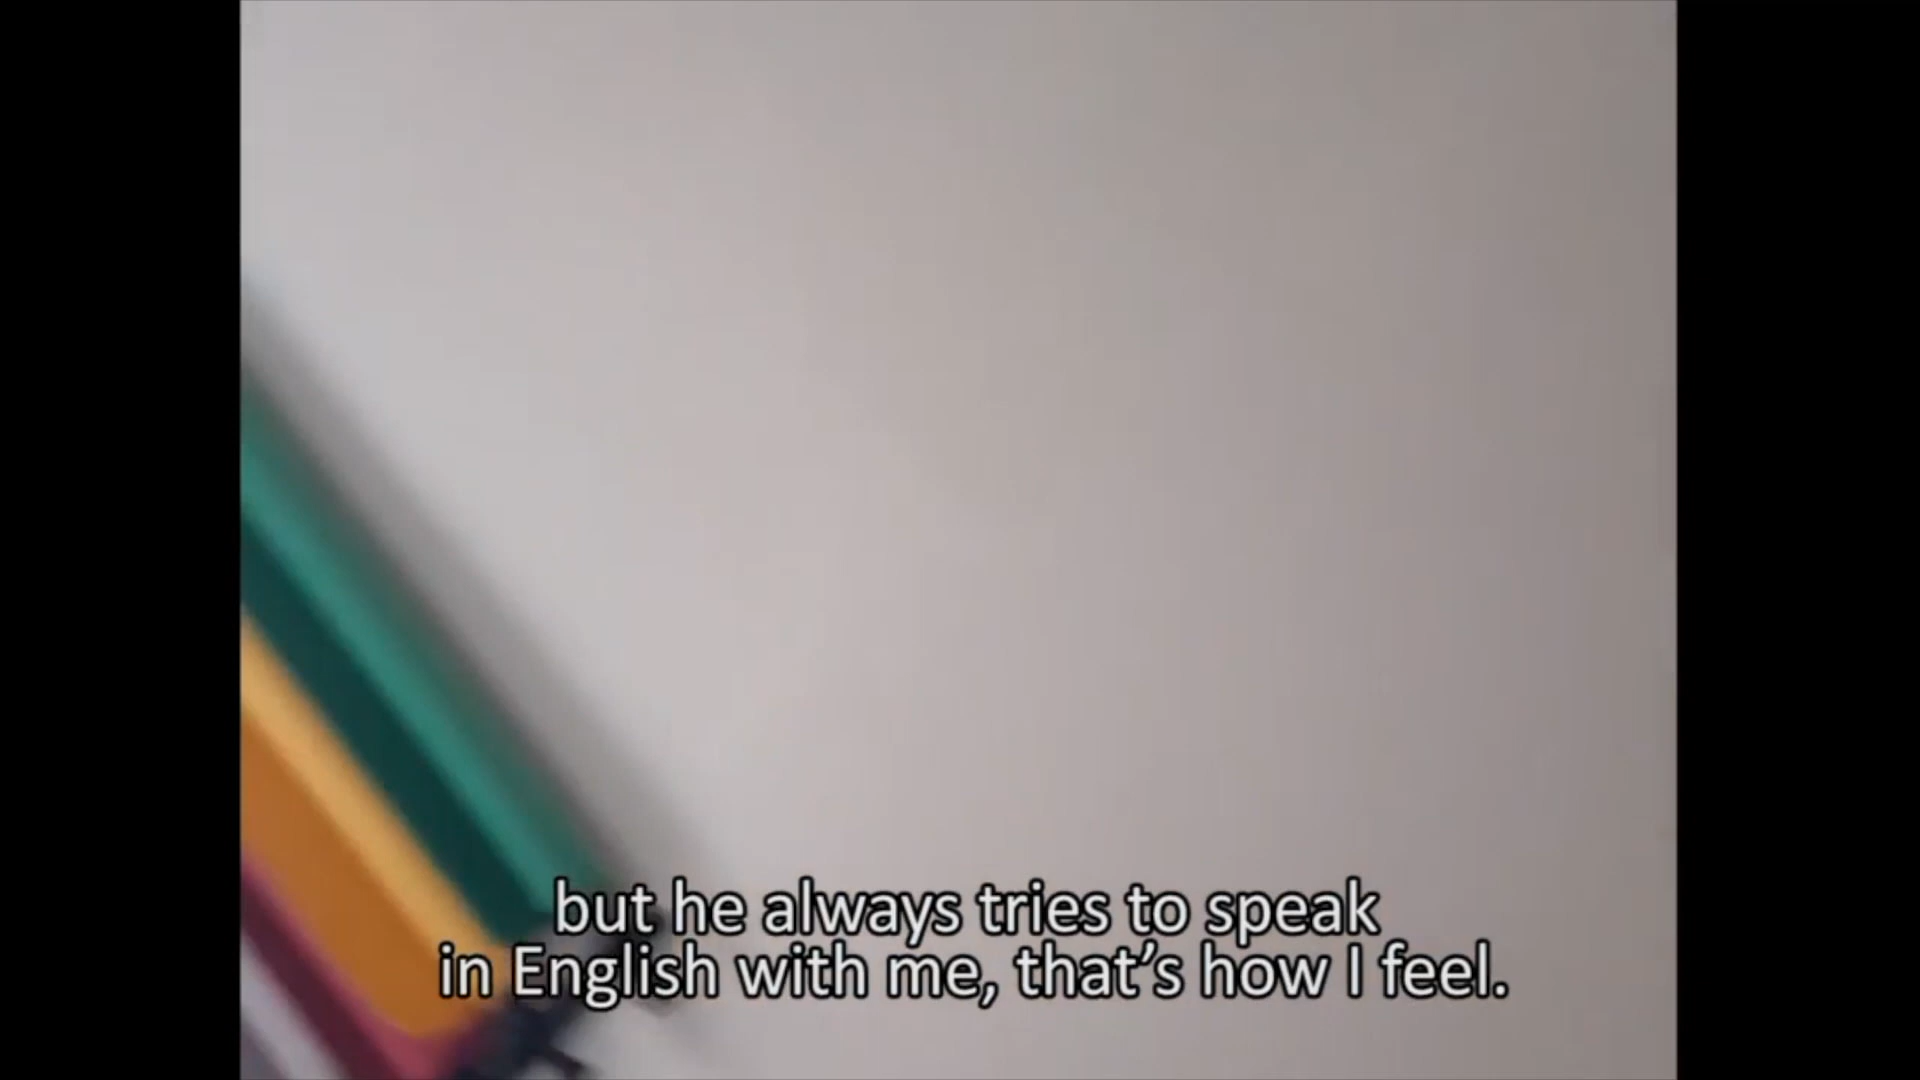 but he always tries to speak
in English with me, that's how I feel.